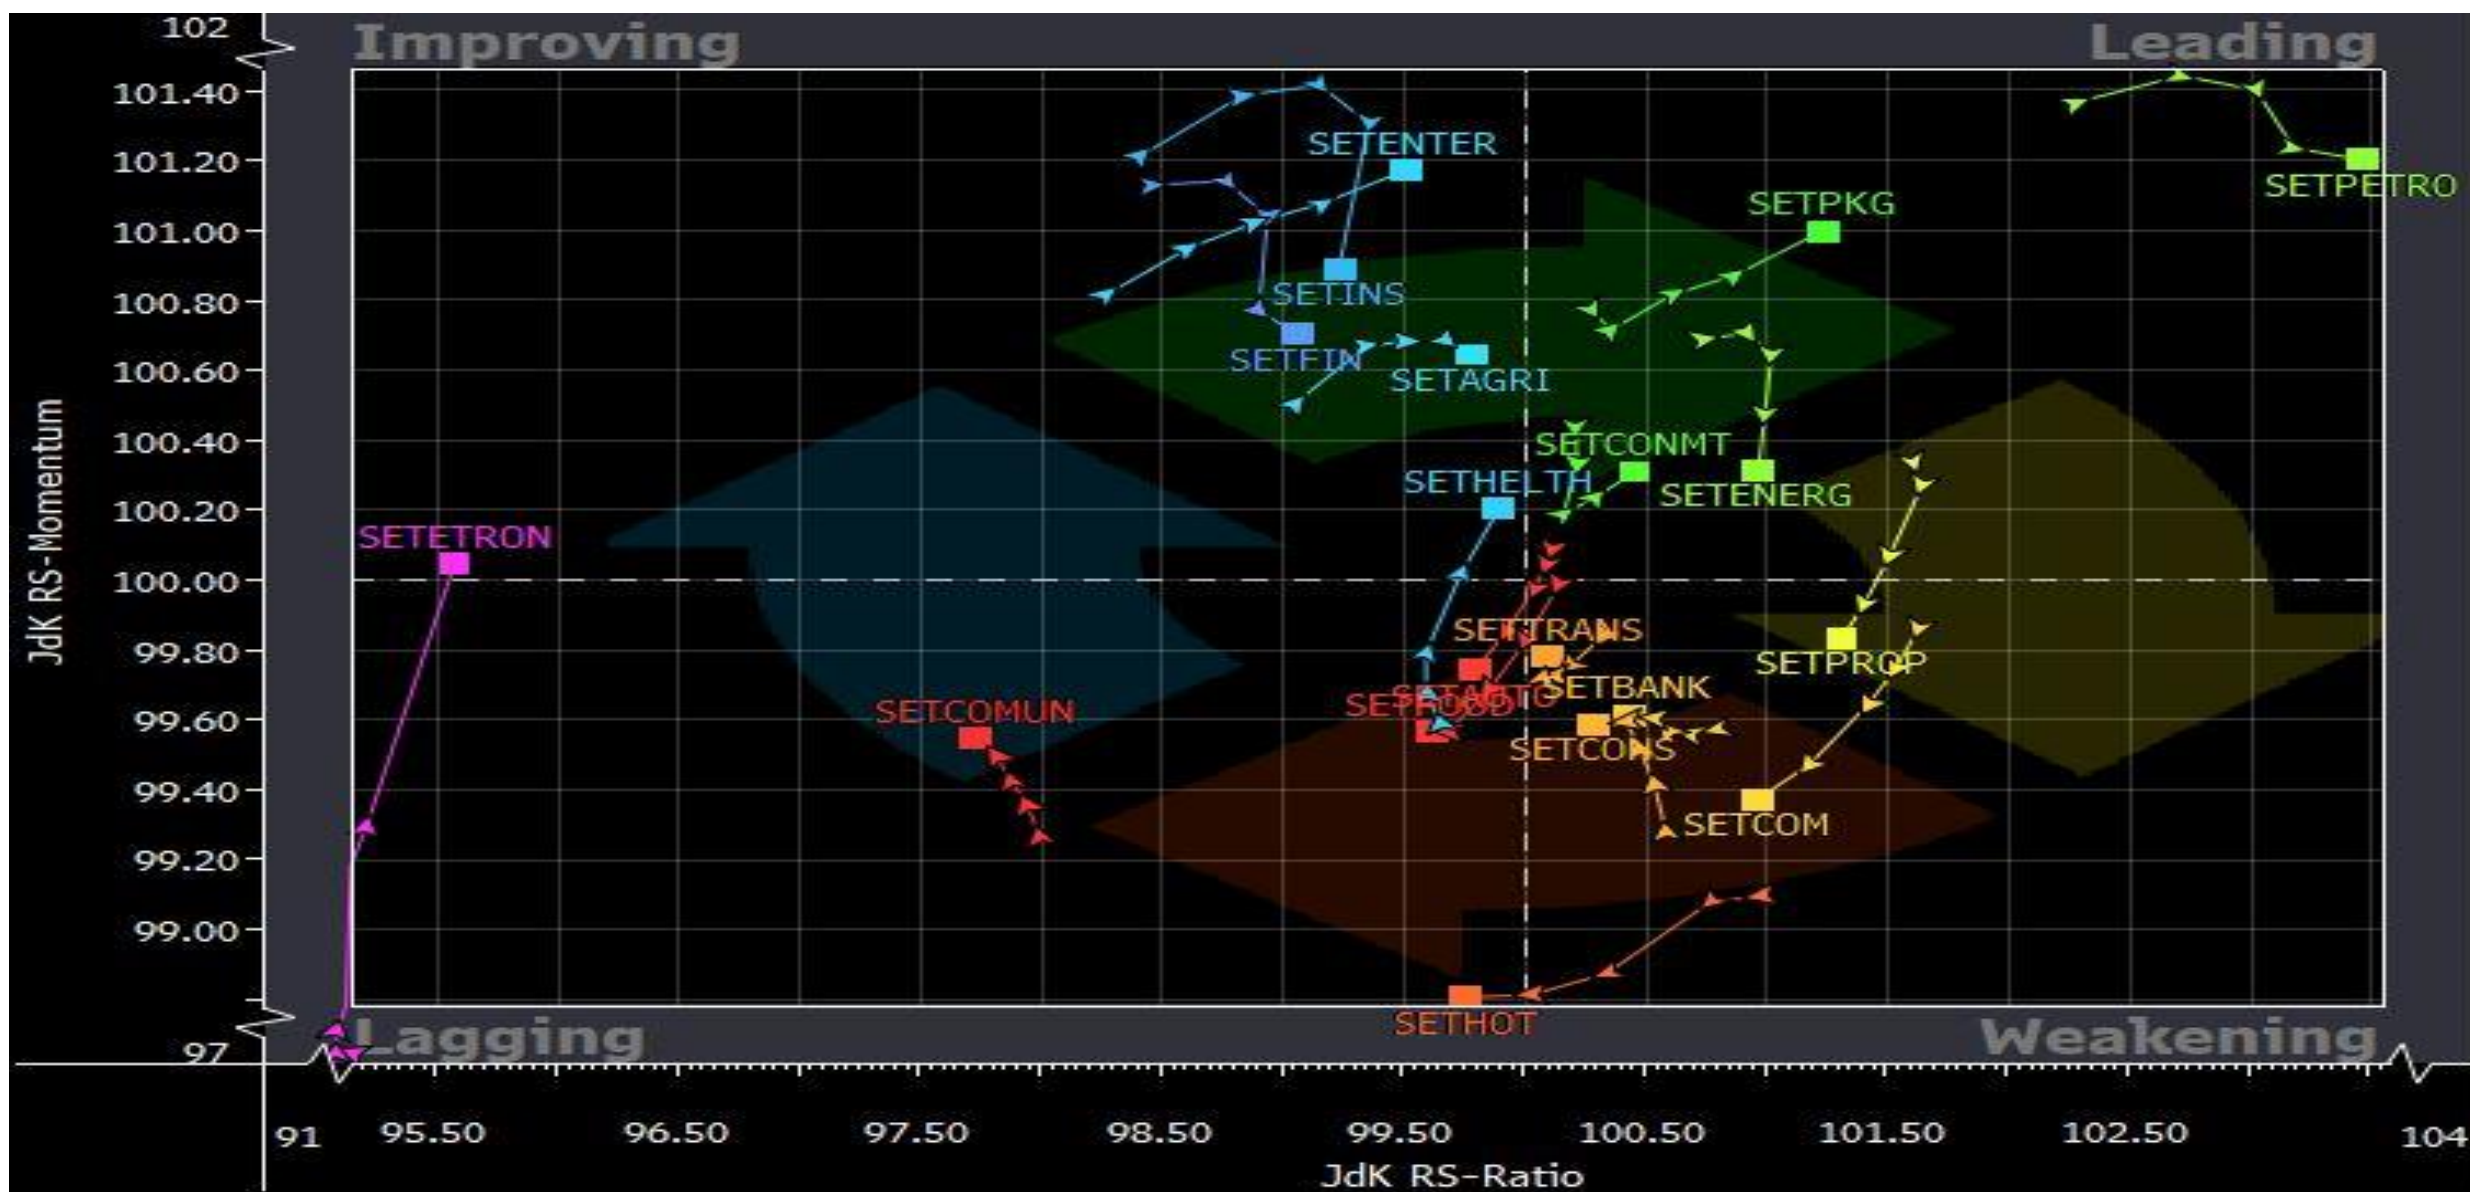 102
Improving
Leading
101.40
101.20
101.00
100.80
100.60
100.40
100.20
100.00
99.80
99.60
99.40
99.20
99.00
97
JdK RS-Momentum
SETENTER
SETPETRO
SETPKG
SETINS
SETFIN
SETAGRI
SETCONMT
SETHELTH
SETENERG
SETETRON
SETTRANS
SETPROP
SETBANK
SETAUTO
SETFOOD
SETCOMUN
SETCONS
SETCOM
SETHOT
Lagging
Weakening
91
95.50
96.50
97.50
98.50
99.50
100.50
101.50
102.50
104
JdK RS-Ratio